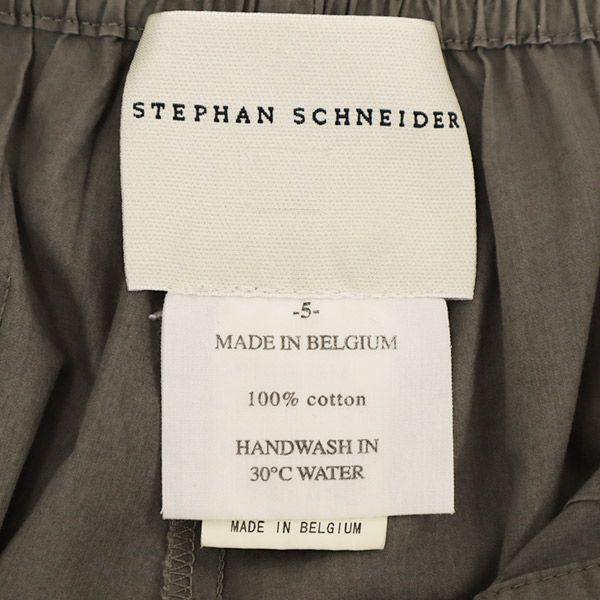 STEPHAN SCHNEIDER
-5-
MADE IN BELGIUM
100% cotton
HANDWASH IN
30°C WATER
MADE IN BELGIUM